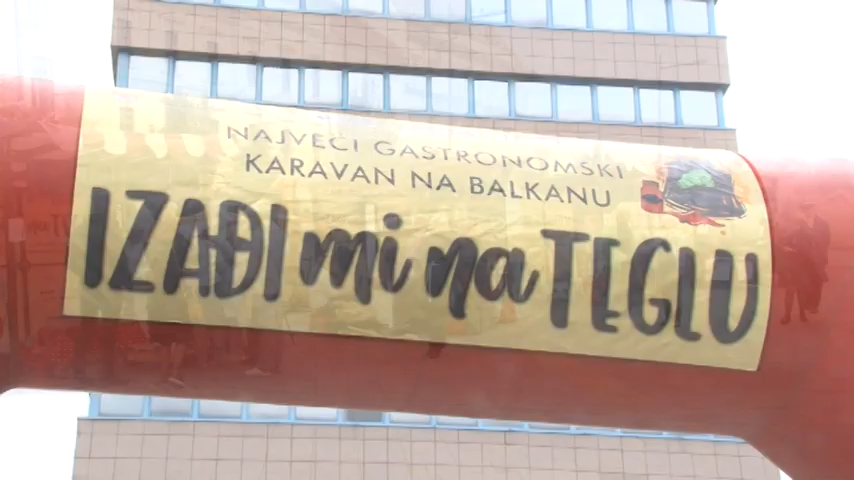 NAJVECI GASTRONOMSKI
KARAVAN NA BALKANU
IZAĐI mi na TEGLU